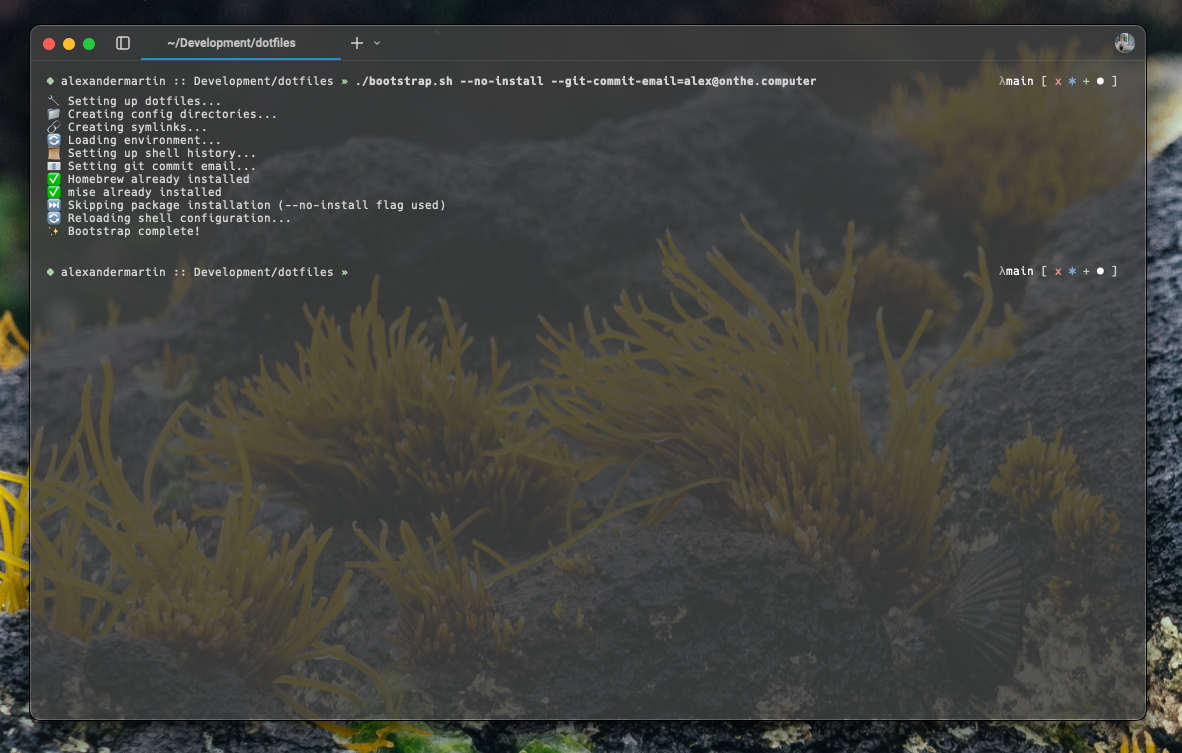 ~/Development/dotfiles
alexandermartin :: Development/dotfiles » ./bootstrap.sh --no-install --git-commit-email=alex@onthe.computer λmain [ x * + ● ]
🔧 Setting up dotfiles...
📁 Creating config directories...
🔗 Creating symlinks...
🔄 Loading environment...
📜 Setting up shell history...
📧 Setting git commit email...
✅ Homebrew already installed
✅ mise already installed
⏭️ Skipping package installation (--no-install flag used)
🔄 Reloading shell configuration...
✨ Bootstrap complete!
alexandermartin :: Development/dotfiles » λmain [ x * + ● ]